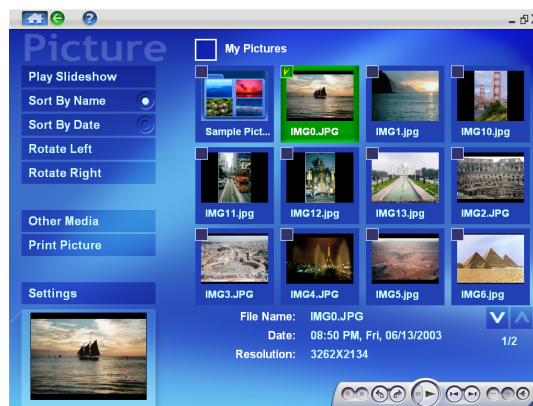 Picture
My Pictures
Play Slideshow
Sort By Name
Sort By Date
Rotate Left
Rotate Right
Other Media
Print Picture
Settings
Sample Pict...
IMG0.JPG
IMG1.jpg
IMG10.jpg
IMG11.jpg
IMG12.jpg
IMG13.jpg
IMG2.JPG
IMG3.JPG
IMG4.JPG
IMG5.jpg
IMG6.jpg
File Name: IMG0.JPG
Date: 08:50 PM, Fri, 06/13/2003
Resolution: 3262X2134
1/2